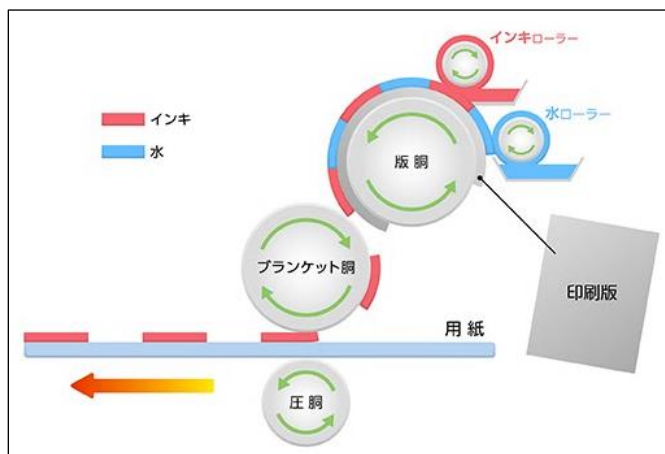 インキローラー
水ローラー
インキ
水
版胴
ブランケット胴
印刷版
用紙
圧胴